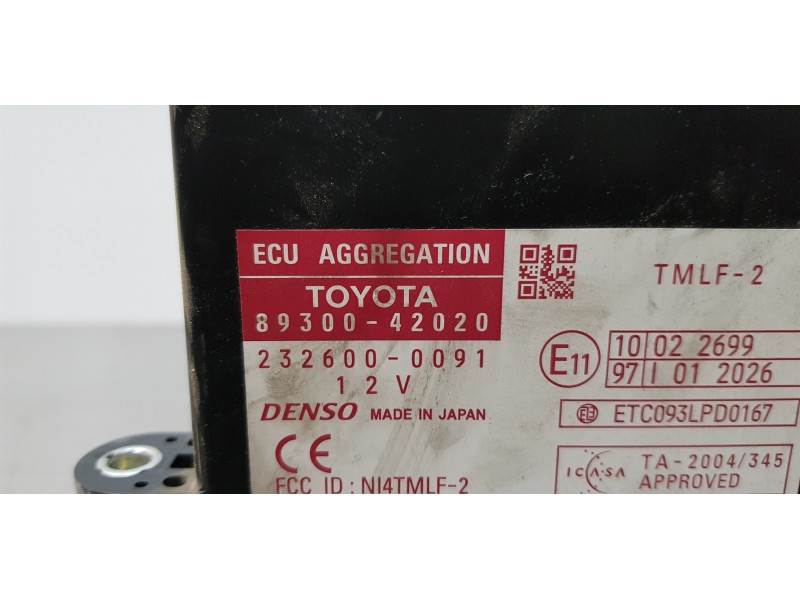 ECU AGGREGATION
TOYOTA
89300-42020
232600-0091
12V
DENSO MADE IN JAPAN
CE
FCC ID : NI4TMLF-2
TMLF-2
E11
10 02 2699
97 I 01 2026
ETC093LPD0167
ICASA
TA-2004/345
APPROVED